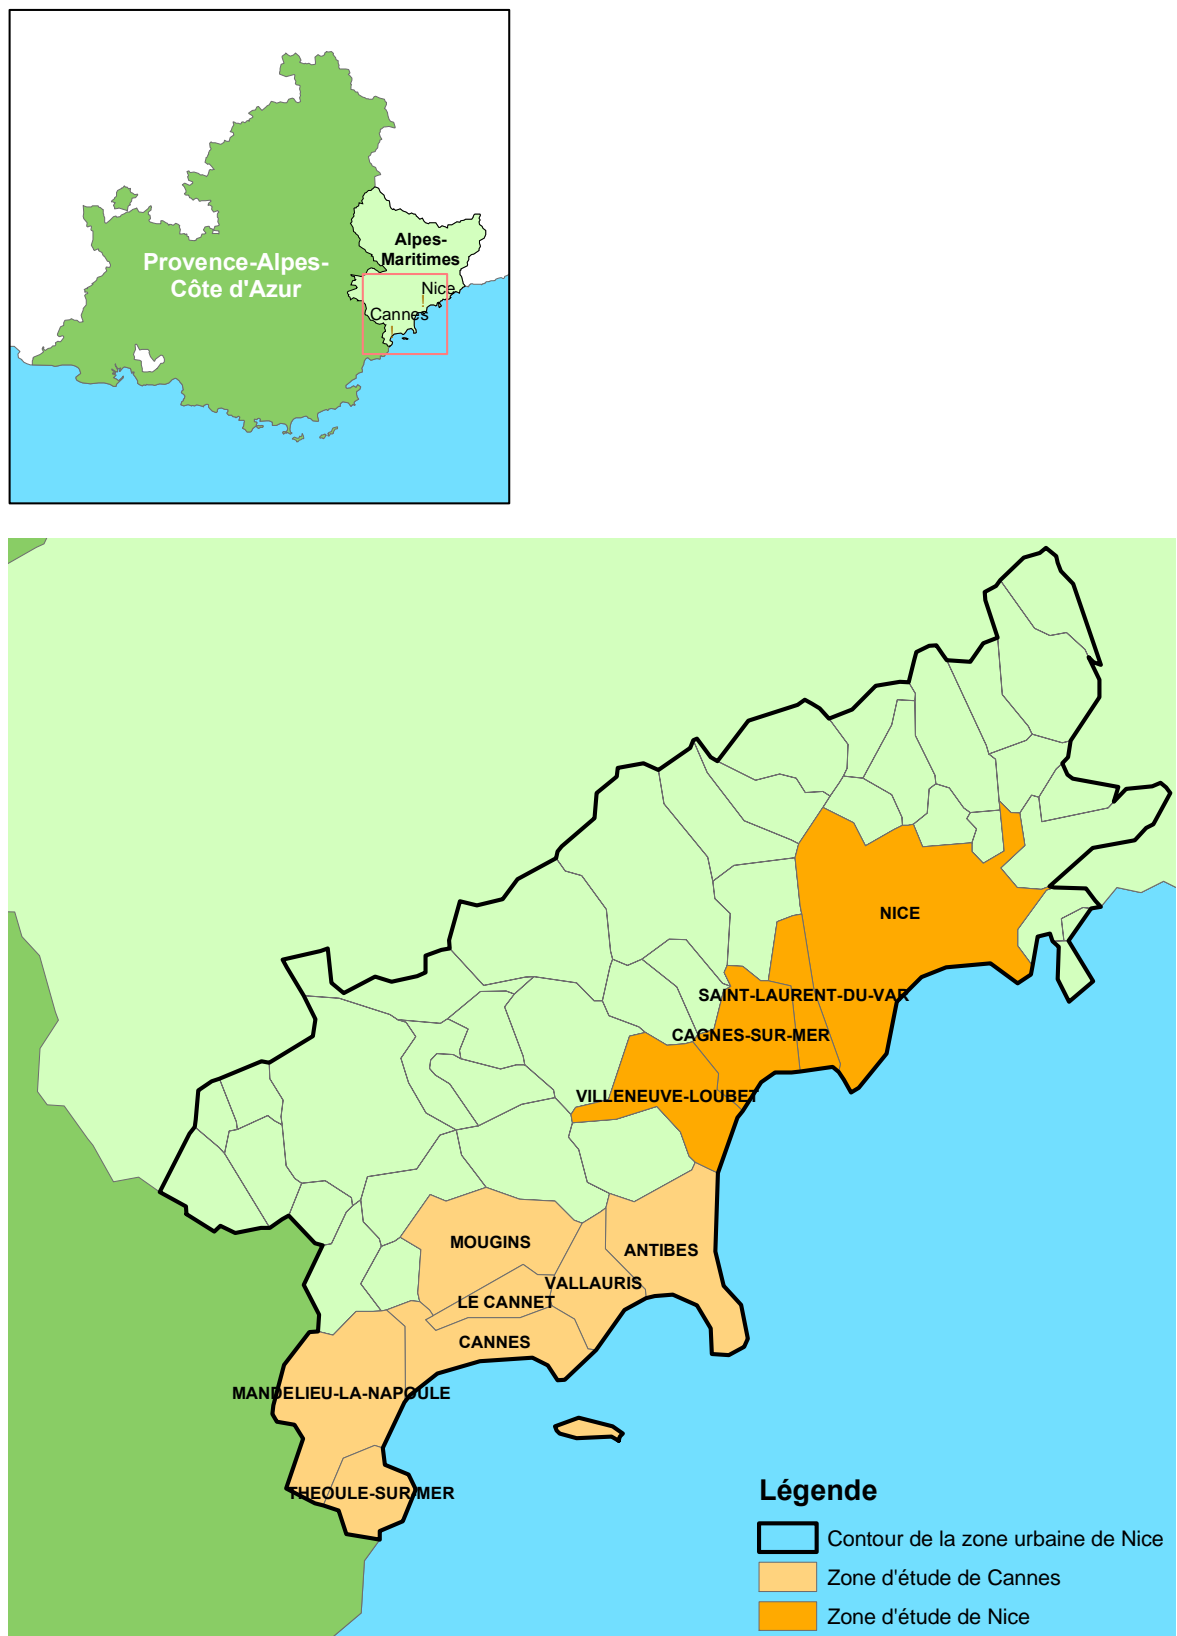 Alpes-
Maritimes
Provence-Alpes-
Côte d'Azur
Nice
Cannes
NICE
SAINT-LAURENT-DU-VAR
CAGNES-SUR-MER
VILLENEUVE-LOUBET
MOUGINS
ANTIBES
VALLAURIS
LE CANNET
CANNES
MANDELIEU-LA-NAPOULE
THEOULE-SUR-MER
Légende
Contour de la zone urbaine de Nice
Zone d'étude de Cannes
Zone d'étude de Nice